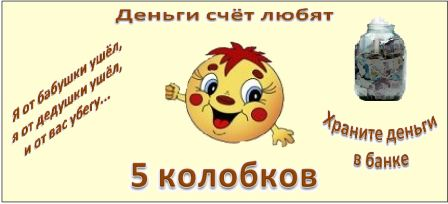 Деньги счёт любят
Я от бабушки ушёл,
я от дедушки ушёл,
и от вас убегу...
Храните деньги
в банке
5 колобков